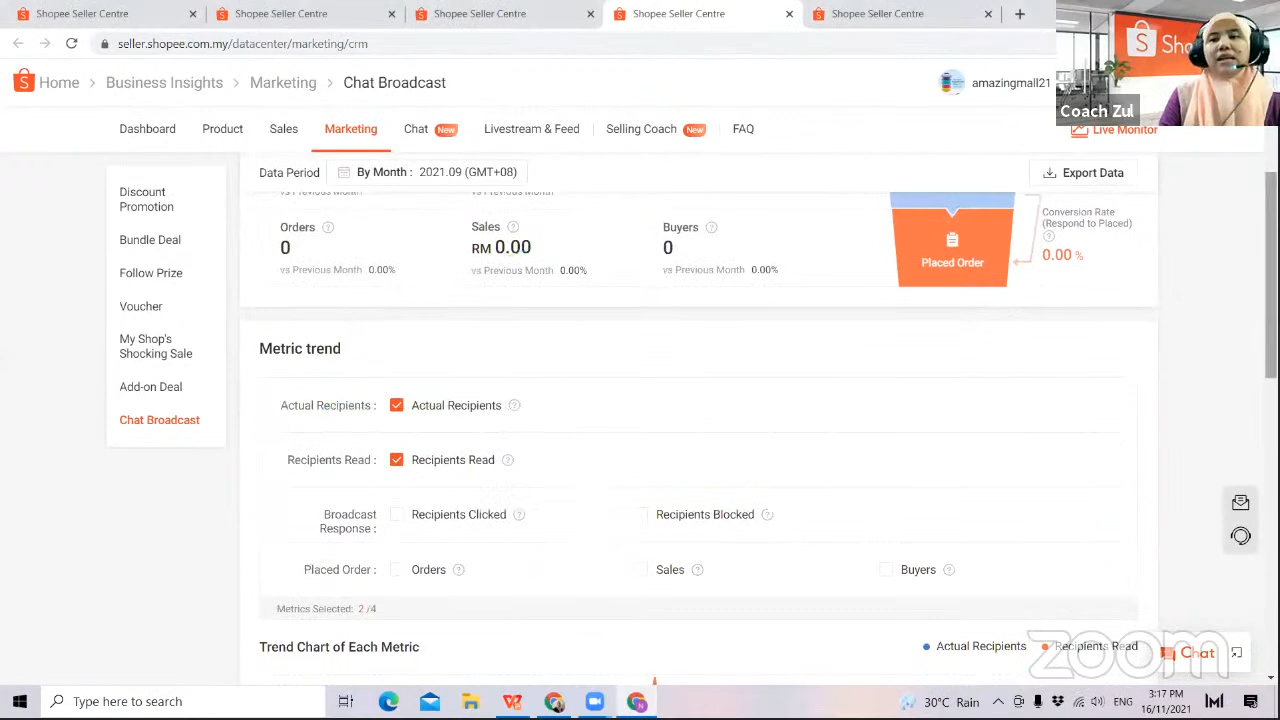 Shopee Seller Centre
Shopee Seller Centre
Shopee Seller Centre
Shopee Seller Centre
Shopee Seller Centre
seller.shopee.com.my/datacenter/marketing/crm
Home > Business Insights > Marketing > Chat Broadcast
amazingmall21
Coach Zul
Dashboard
Product
Sales
Marketing
Chat New
Livestream & Feed
Selling Coach New
FAQ
Live Monitor
Data Period
By Month : 2021.09 (GMT+08)
Export Data
Discount
Promotion
Bundle Deal
Follow Prize
Voucher
My Shop's
Shocking Sale
Add-on Deal
Chat Broadcast
vs Previous Month
vs Previous Month
Orders
0
vs Previous Month 0.00%
Sales
RM 0.00
vs Previous Month 0.00%
Buyers
0
vs Previous Month 0.00%
Placed Order
Conversion Rate
(Respond to Placed)
0.00 %
Metric trend
Actual Recipients : Actual Recipients
Recipients Read : Recipients Read
Broadcast
Response :
Recipients Clicked
Recipients Blocked
Placed Order : Orders
Sales
Buyers
Metrics Selected: 2 /4
Trend Chart of Each Metric
Actual Recipients
Recipients Read
zoom
Chat
Type here to search
30°C Rain
ENG
3:17 PM
16/11/2021